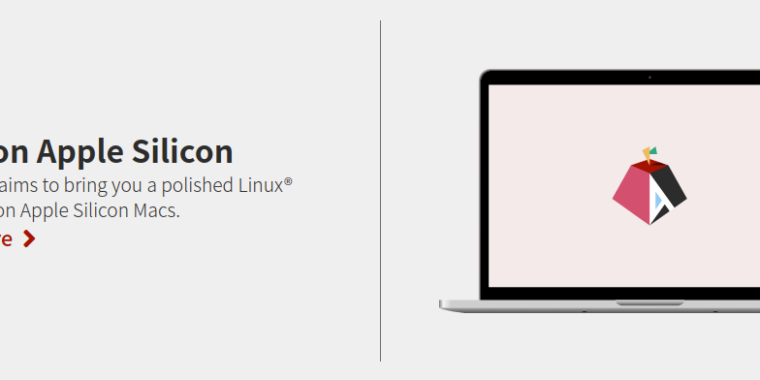 on Apple Silicon
aims to bring you a polished Linux®
on Apple Silicon Macs.
re